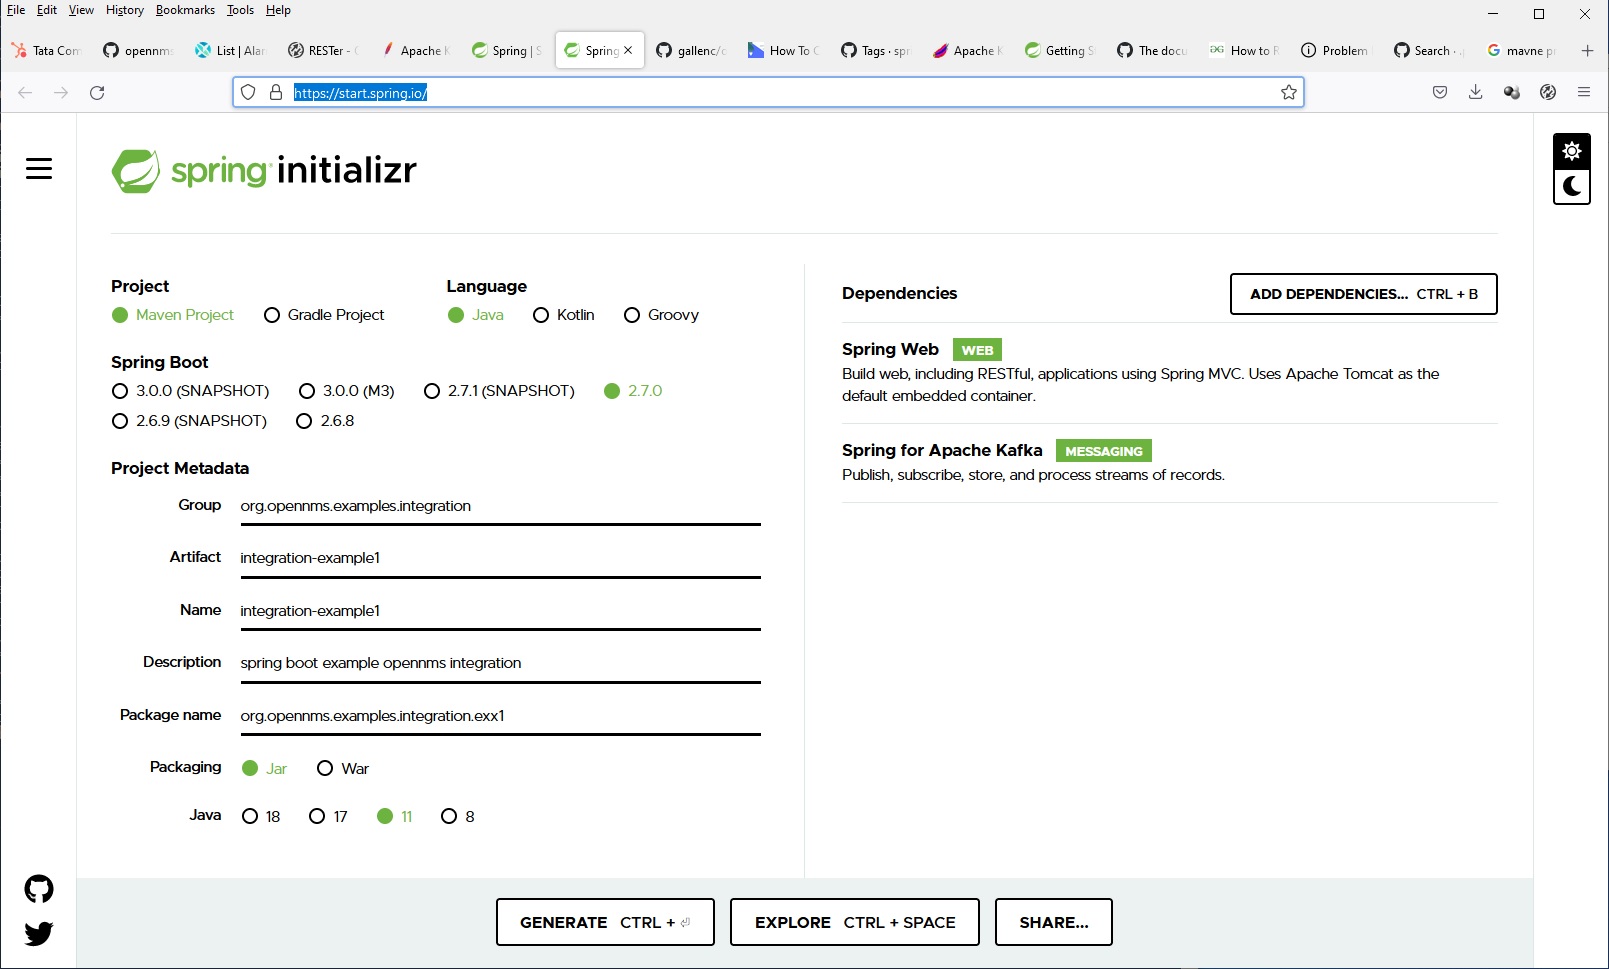 File Edit View History Bookmarks Tools Help
Tata Com opennms List | Alar RESTer - Apache K Spring | S Spring gallenc/o How To C Tags · spr Apache K Getting S The docu How to R Problem Search · mavne pr
https://start.spring.io/
spring initializr
Project
Maven Project Gradle Project
Language
Java Kotlin Groovy
Spring Boot
3.0.0 (SNAPSHOT) 3.0.0 (M3) 2.7.1 (SNAPSHOT) 2.7.0
2.6.9 (SNAPSHOT) 2.6.8
Project Metadata
Group org.opennms.examples.integration
Artifact integration-example1
Name integration-example1
Description spring boot example opennms integration
Package name org.opennms.examples.integration.exx1
Packaging Jar War
Java 18 17 11 8
Dependencies
ADD DEPENDENCIES... CTRL + B
Spring Web WEB
Build web, including RESTful, applications using Spring MVC. Uses Apache Tomcat as the
default embedded container.
Spring for Apache Kafka MESSAGING
Publish, subscribe, store, and process streams of records.
GENERATE CTRL + ⏎
EXPLORE CTRL + SPACE
SHARE...